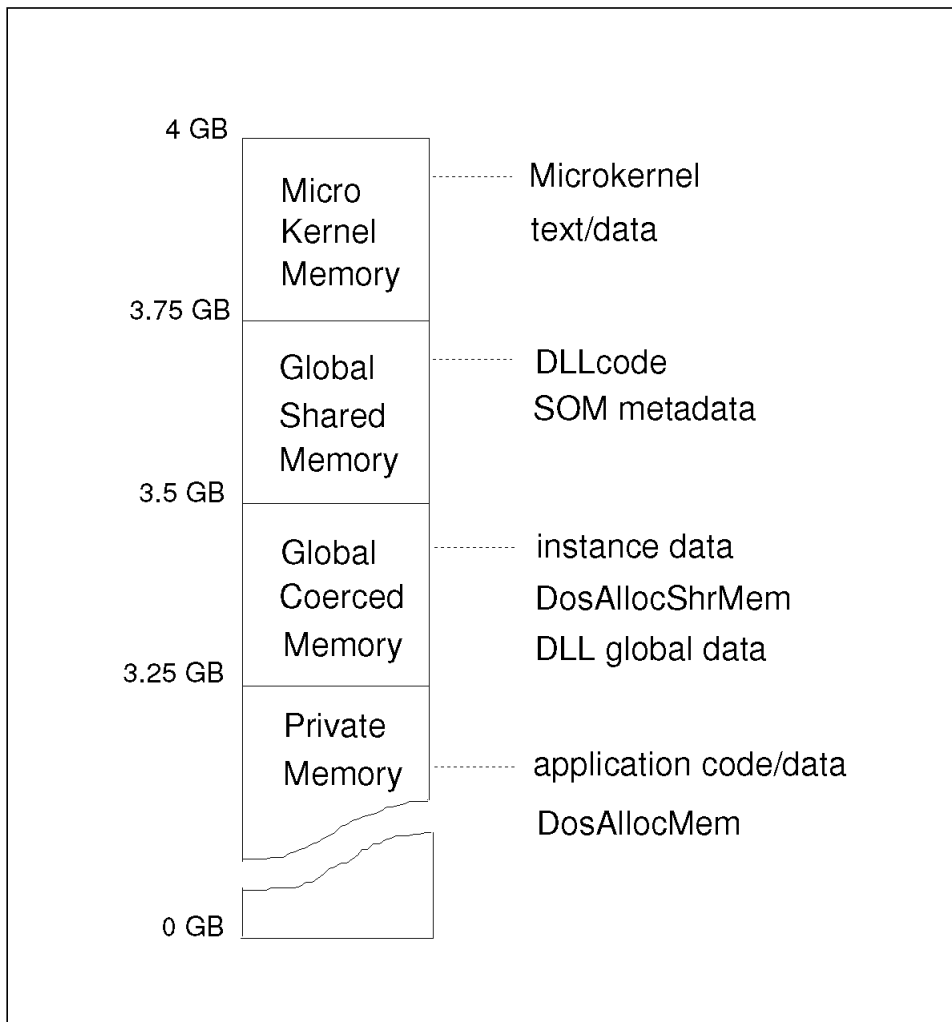 4 GB
Micro
Kernel
Memory
Microkernel
text/data
3.75 GB
Global
Shared
Memory
DLLcode
SOM metadata
3.5 GB
Global
Coerced
Memory
instance data
DosAllocShrMem
DLL global data
3.25 GB
Private
Memory
application code/data
DosAllocMem
0 GB